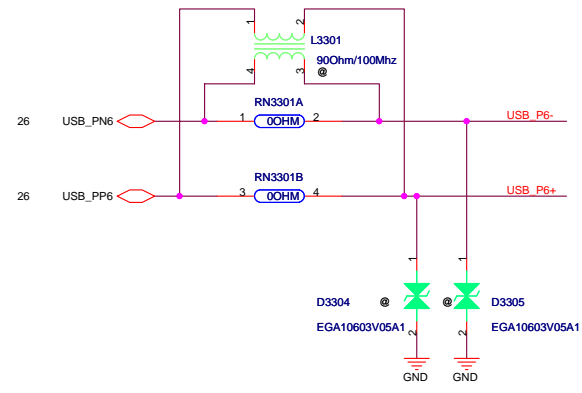 1
2
L3301
90Ohm/100Mhz
@
4
3
RN3301A
26
USB_PN6
1
0OHM
2
USB_P6-
RN3301B
26
USB_PP6
3
0OHM
4
USB_P6+
1
1
D3304
@
@
D3305
EGA10603V05A1
EGA10603V05A1
2
2
GND
GND